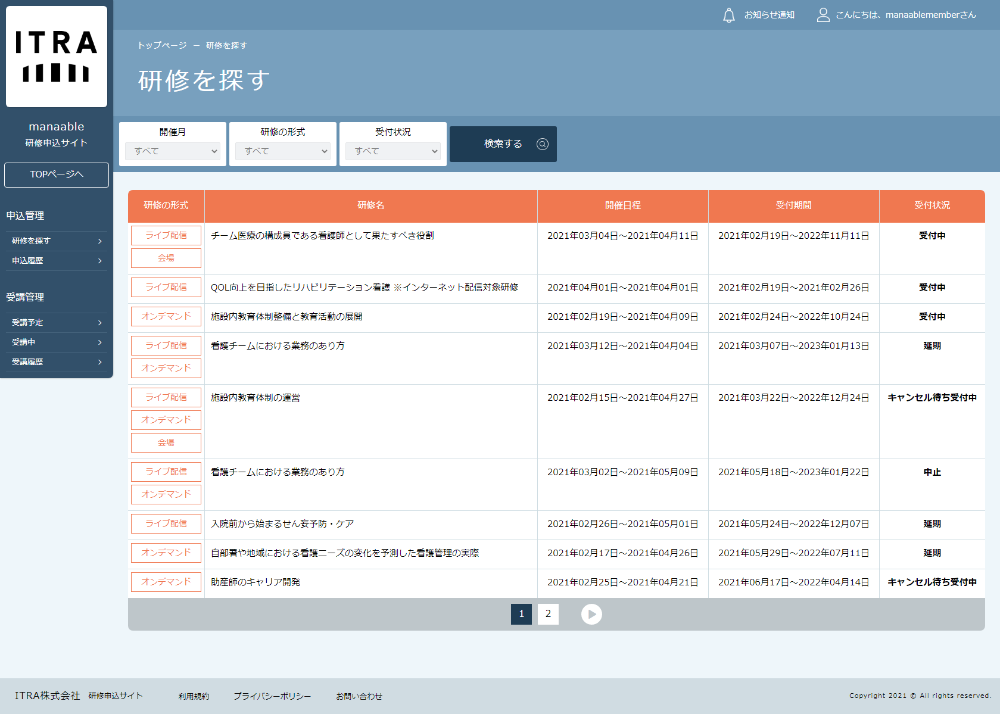 お知らせ通知
こんにちは、manaablememberさん
ITRA
manaable
研修申込サイト
TOPページへ
申込管理
研修を探す
申込履歴
受講管理
受講予定
受講中
受講履歴
トップページ － 研修を探す
研修を探す
開催月
すべて
研修の形式
すべて
受付状況
すべて
検索する
研修の形式 研修名 開催日程 受付期間 受付状況
ライブ配信 チーム医療の構成員である看護師として果たすべき役割 2021年03月04日～2021年04月11日 2021年02月19日～2022年11月11日 受付中
会場
ライブ配信 QOL向上を目指したリハビリテーション看護 ※インターネット配信対象研修 2021年04月01日～2021年04月01日 2021年02月19日～2021年02月26日 受付中
オンデマンド 施設内教育体制整備と教育活動の展開 2021年02月19日～2021年04月09日 2021年02月24日～2022年10月24日 受付中
ライブ配信 看護チームにおける業務のあり方 2021年03月12日～2021年04月04日 2021年03月07日～2023年01月13日 延期
オンデマンド
ライブ配信 施設内教育体制の運営 2021年02月15日～2021年04月27日 2021年03月22日～2022年12月24日 キャンセル待ち受付中
オンデマンド
会場
ライブ配信 看護チームにおける業務のあり方 2021年03月02日～2021年05月09日 2021年05月18日～2023年01月22日 中止
オンデマンド
ライブ配信 入院前から始まるせん妄予防・ケア 2021年02月26日～2021年05月01日 2021年05月24日～2022年12月07日 延期
オンデマンド 自部署や地域における看護ニーズの変化を予測した看護管理の実際 2021年02月17日～2021年04月26日 2021年05月29日～2022年07月11日 延期
オンデマンド 助産師のキャリア開発 2021年02月25日～2021年04月21日 2021年06月17日～2022年04月14日 キャンセル待ち受付中
1 2
ITRA株式会社 研修申込サイト 利用規約 プライバシーポリシー お問い合わせ Copyright 2021 © All rights reserved.